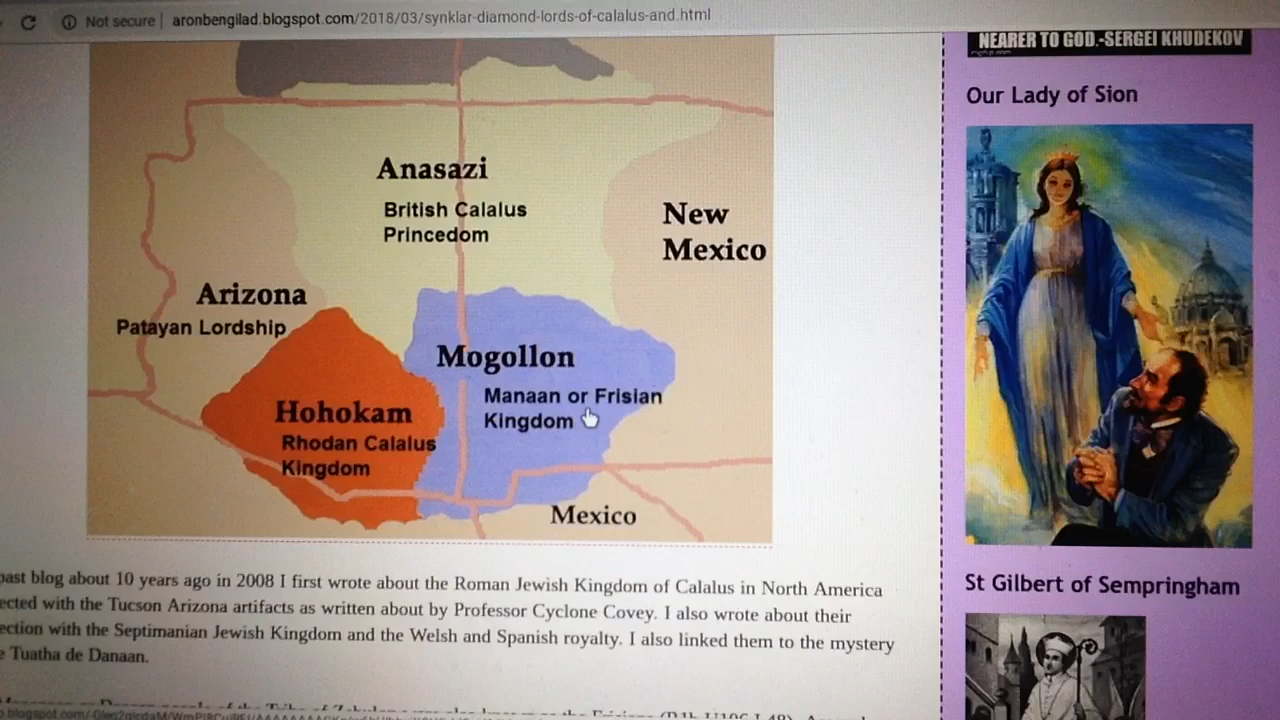 Not secure | aronbengilad.blogspot.com/2018/03/synklar-diamond-lords-of-calalus-and.html
Anasazi
British Calalus
Princedom
New
Mexico
Arizona
Patayan Lordship
Mogollon
Manaan or Frisian
Kingdom
Hohokam
Rhodan Calalus
Kingdom
Mexico
past blog about 10 years ago in 2008 I first wrote about the Roman Jewish Kingdom of Calalus in North America
ected with the Tucson Arizona artifacts as written about by Professor Cyclone Covey. I also wrote about their
ection with the Septimanian Jewish Kingdom and the Welsh and Spanish royalty. I also linked them to the mystery
e Tuatha de Danaan.
NEARER TO GOD.-SERGEI KHUDEKOV
Our Lady of Sion
St Gilbert of Sempringham